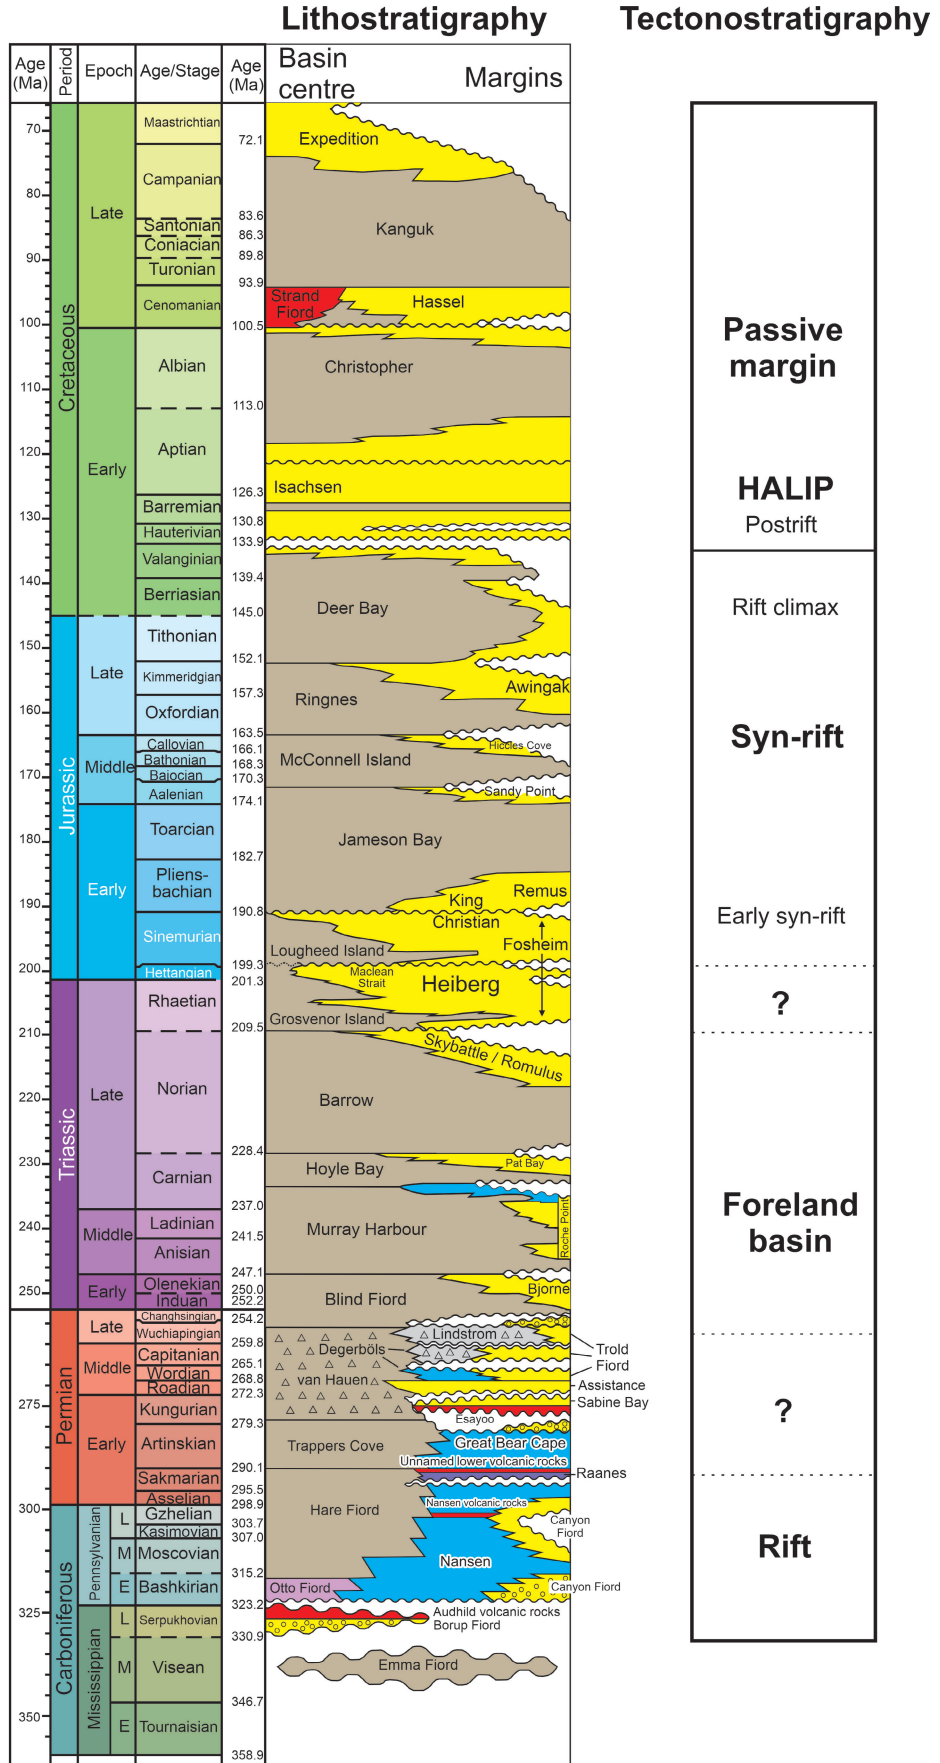 Lithostratigraphy
Tectonostratigraphy
Age
(Ma)
Period
Epoch
Age/Stage
Age
(Ma)
Basin
centre
Margins
70
80
90
100
110
120
130
140
150
160
170
180
190
200
210
220
230
240
250
275
300
325
350
Cretaceous
Jurassic
Triassic
Permian
Carboniferous
Pennsylvanian
Mississippian
Late
Early
Late
Middle
Early
Late
Middle
Early
Late
Middle
Early
L
M
E
L
M
E
Maastrichtian
Campanian
Santonian
Coniacian
Turonian
Cenomanian
Albian
Aptian
Barremian
Hauterivian
Valanginian
Berriasian
Tithonian
Kimmeridgian
Oxfordian
Callovian
Bathonian
Bajocian
Aalenian
Toarcian
Pliens-
bachian
Sinemurian
Hettangian
Rhaetian
Norian
Carnian
Ladinian
Anisian
Olenekian
Induan
Changhsingian
Wuchiapingian
Capitanian
Wordian
Roadian
Kungurian
Artinskian
Sakmarian
Asselian
Gzhelian
Kasimovian
Moscovian
Bashkirian
Serpukhovian
Visean
Tournaisian
72.1
83.6
86.3
89.8
93.9
100.5
113.0
126.3
130.8
133.9
139.4
145.0
152.1
157.3
163.5
166.1
168.3
170.3
174.1
182.7
190.8
199.3
201.3
209.5
228.4
237.0
241.5
247.1
250.0
252.2
254.2
259.8
265.1
268.8
272.3
279.3
290.1
295.5
298.9
303.7
307.0
315.2
323.2
330.9
346.7
358.9
Expedition
Kanguk
Strand
Fiord
Hassel
Christopher
Isachsen
Deer Bay
Awingak
Ringnes
Hiccles Cove
McConnell Island
Sandy Point
Jameson Bay
Remus
King
Christian
Fosheim
Lougheed Island
Maclean
Strait
Heiberg
Grosvenor Island
Skybattle / Romulus
Barrow
Pat Bay
Hoyle Bay
Roche Point
Murray Harbour
Bjorne
Blind Fiord
Lindstrom
Degerböls
Trold
Fiord
van Hauen
Assistance
Sabine Bay
Esayoo
Great Bear Cape
Trappers Cove
Unnamed lower volcanic rocks
Raanes
Nansen volcanic rocks
Hare Fiord
Canyon
Fiord
Nansen
Otto Fiord
Canyon Fiord
Audhild volcanic rocks
Borup Fiord
Emma Fiord
Passive
margin
HALIP
Postrift
Rift climax
Syn-rift
Early syn-rift
?
Foreland
basin
?
Rift